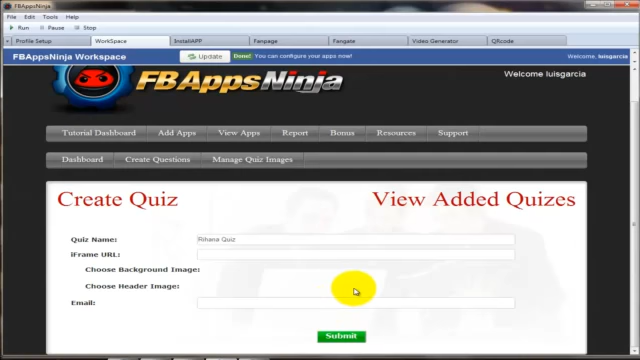 FBAppsNinja
File Edit Tools Help
Run Pause Stop
Profile Setup WorkSpace InstallAPP Fanpage Fangate Video Generator QRcode
FBAppsNinja Workspace Update Done! You can configure your apps now! Welcome, luisgarcia
FBAppsNinja Welcome luisgarcia
Tutorial Dashboard Add Apps View Apps Report Bonus Resources Support
Dashboard Create Questions Manage Quiz Images
Create Quiz View Added Quizes
Quiz Name: Rihana Quiz
iFrame URL:
Choose Background Image:
Choose Header Image:
Email:
Submit